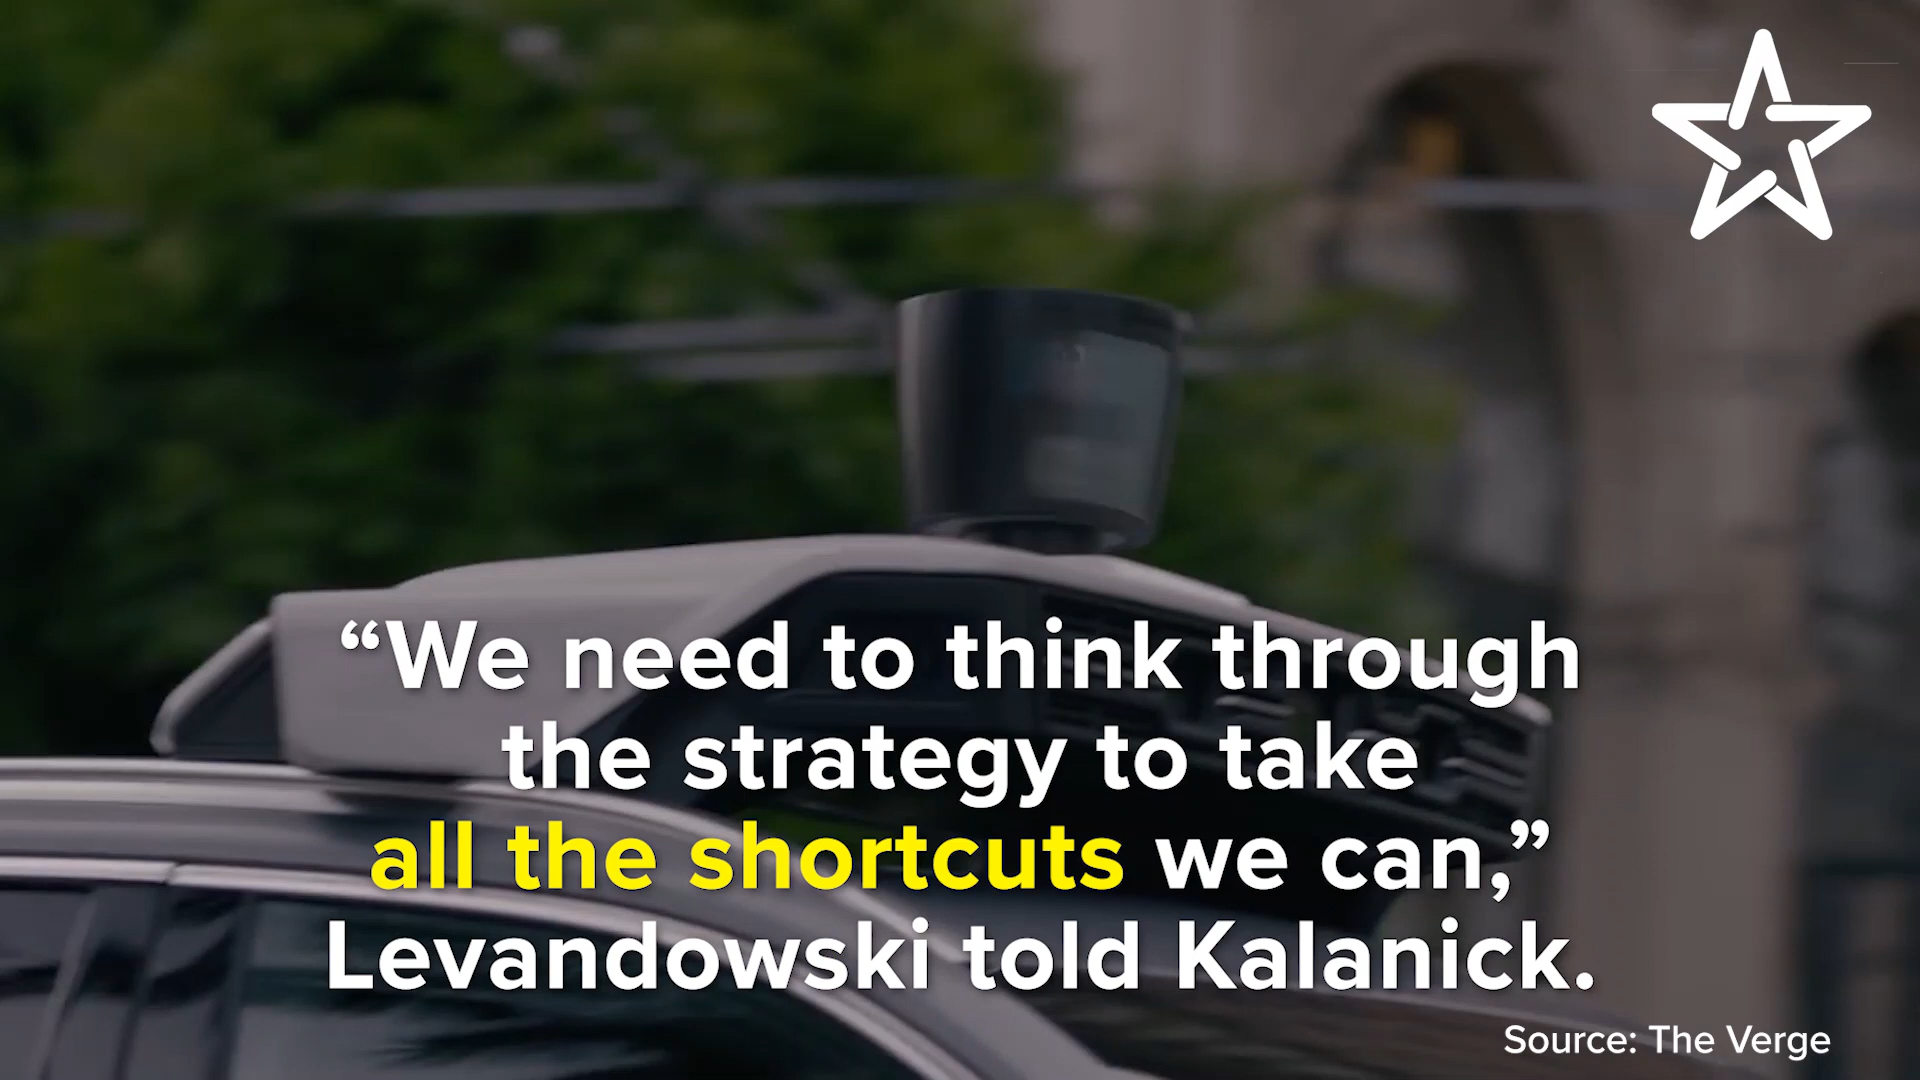 “We need to think through
the strategy to take
all the shortcuts we can,”
Levandowski told Kalanick.
Source: The Verge